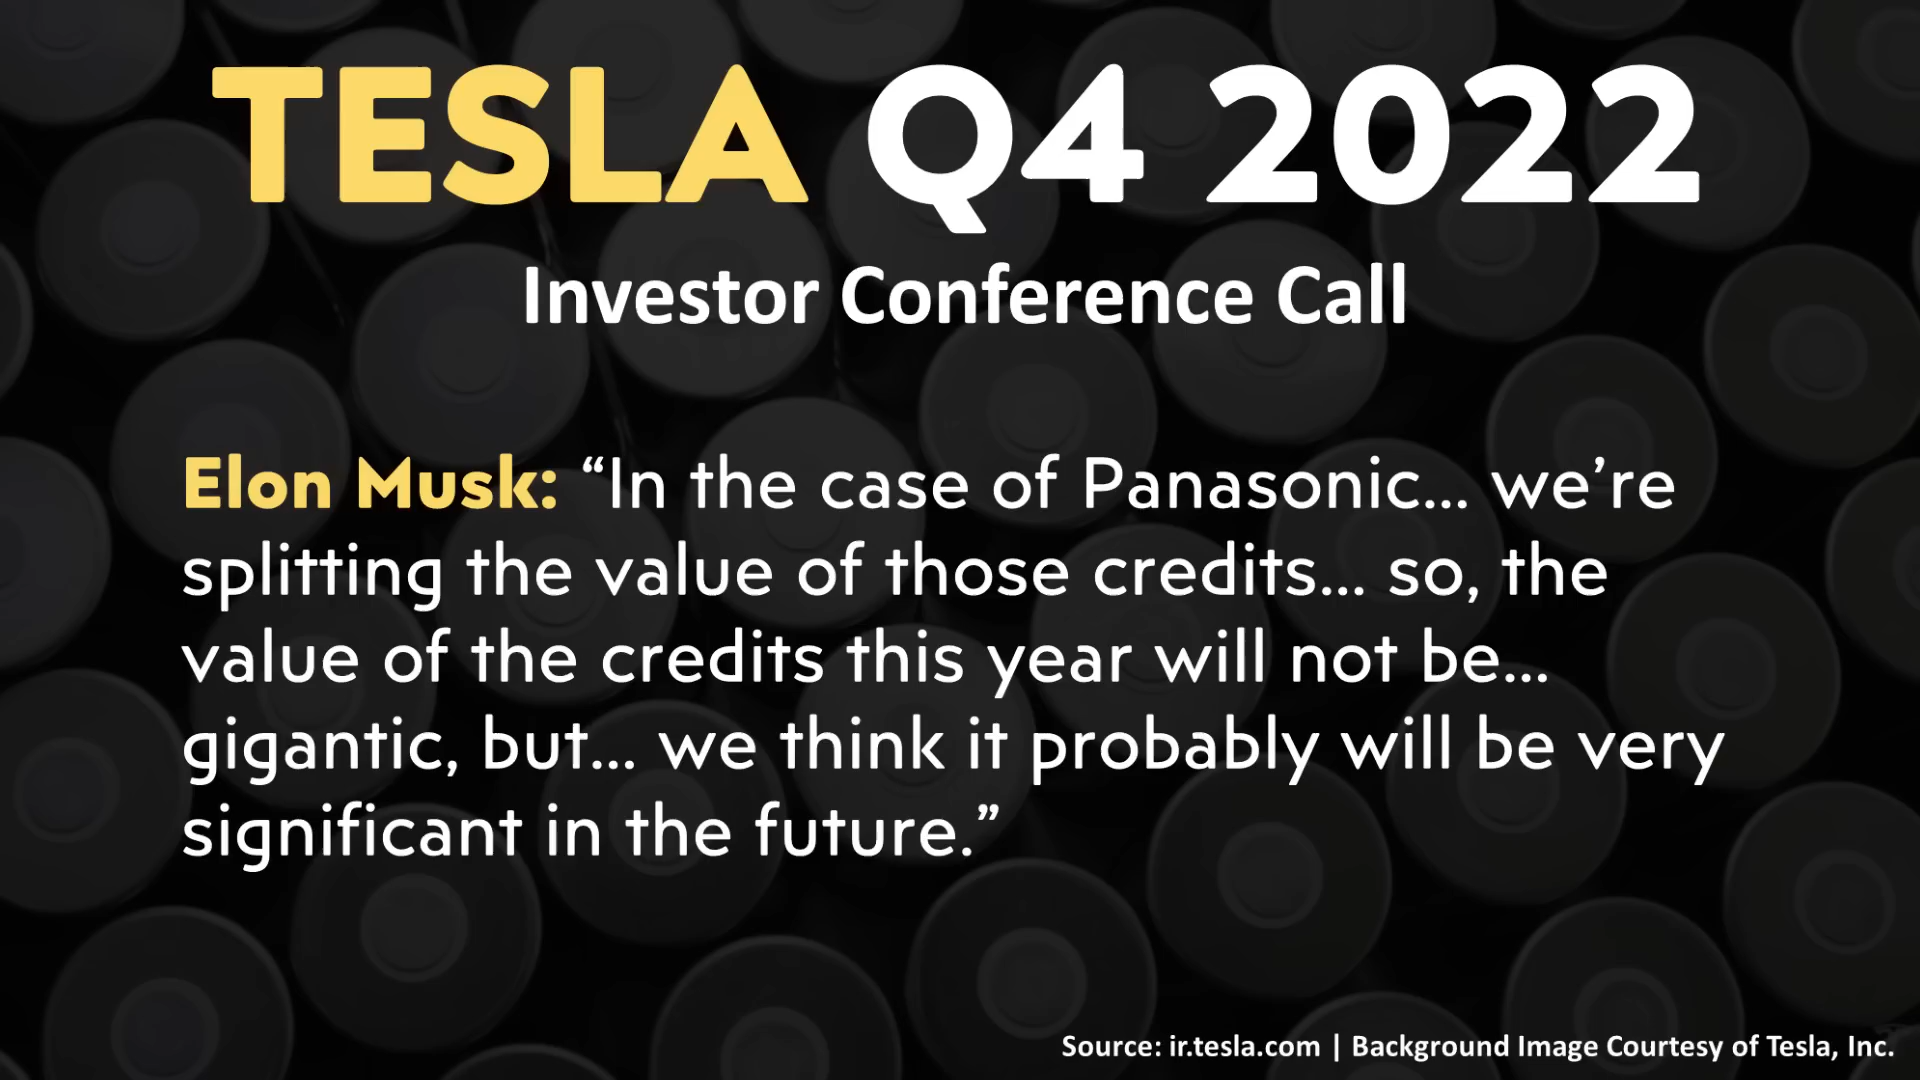 TESLA Q4 2022
Investor Conference Call
Elon Musk: “In the case of Panasonic... we’re
splitting the value of those credits... so, the
value of the credits this year will not be...
gigantic, but... we think it probably will be very
significant in the future.”
Source: ir.tesla.com | Background Image Courtesy of Tesla, Inc.